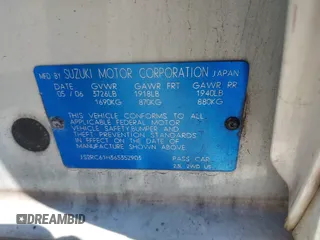 MFD BY SUZUKI MOTOR CORPORATION JAPAN
DATE GVWR GAWR FRT GAWR RR
05 / 06 3726LB 1918LB 1940LB
1690KG 870KG 880KG
THIS VEHICLE CONFORMS TO ALL
APPLICABLE FEDERAL MOTOR
VEHICLE SAFETY, BUMPER AND
THEFT PREVENTION STANDARDS
IN EFFECT ON THE DATE OF
MANUFACTURE SHOWN ABOVE.
PASS CAR
DREAMBID